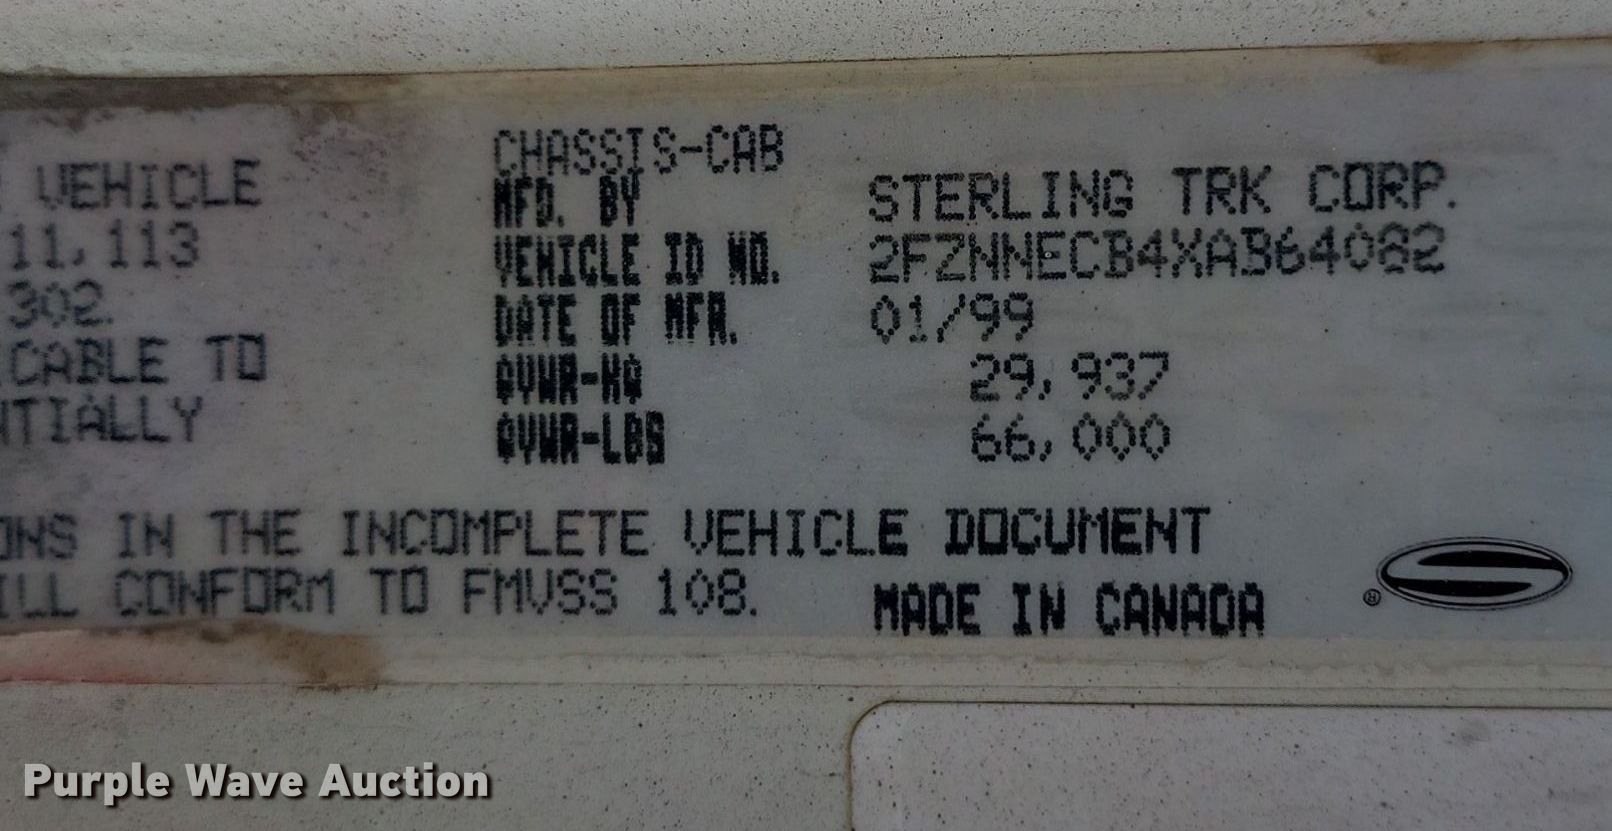 CHASSIS-CAB
VEHICLE MFD. BY STERLING TRK CORP.
11,113 VEHICLE ID NO. 2FZNNECB4XAB64082
302. DATE OF MFR. 01/99
CABLE TO GVWR-KG 29,937
TIALLY GVWR-LBS 66,000
ONS IN THE INCOMPLETE VEHICLE DOCUMENT
ILL CONFORM TO FMVSS 108. MADE IN CANADA
®
Purple Wave Auction